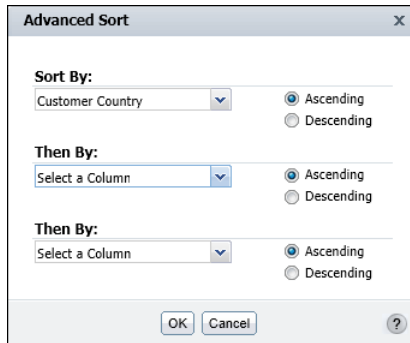 Advanced Sort x
Sort By:
Customer Country Ascending
Descending
Then By:
Select a Column Ascending
Descending
Then By:
Select a Column Ascending
Descending
OK Cancel ?